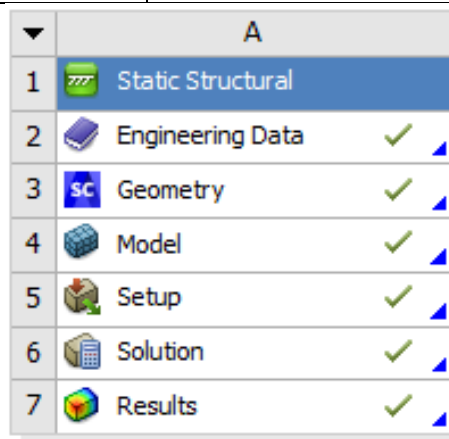 A
1 Static Structural
2 Engineering Data
3 SC Geometry
4 Model
5 Setup
6 Solution
7 Results